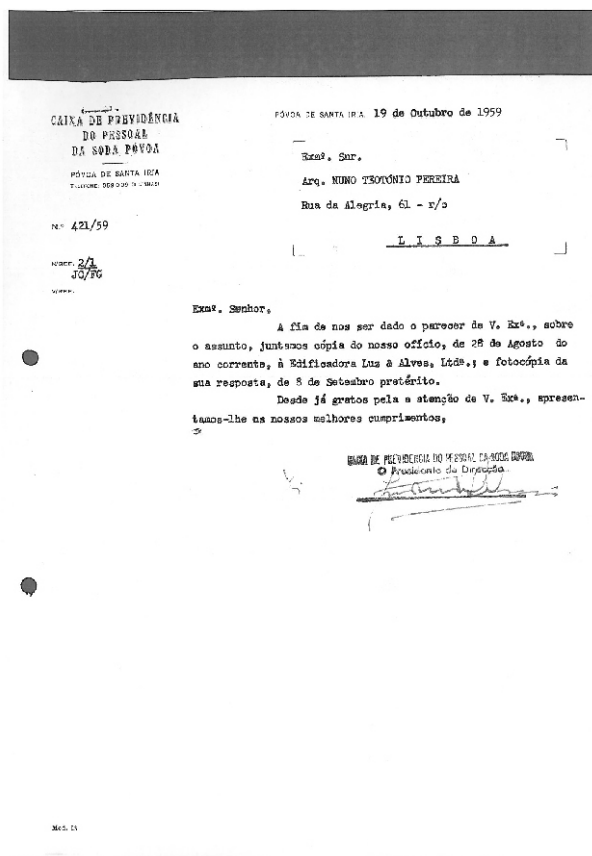 CAIXA DE PREVIDÊNCIA
DO PESSOAL
DA SODA PÓVOA
PÓVOA DE SANTA IRIA
N.º 421/59
N/REF. 2/1
JO/FG
V/REF.
PÓVOA DE SANTA IRIA, 19 de Outubro de 1959
Exmº. Snr.
Arq. NUNO TEOTÓNIO PEREIRA
Rua da Alegria, 61 - r/c
L I S B O A
Exmº. Senhor,
A fim de nos ser dado o parecer de V. Exª., sobre
o assunto, juntamos cópia do nosso ofício, de 28 de Agosto do
ano corrente, à Edificadora Luz & Alves, Ltdª.; e fotocópia da
sua resposta, de 8 de Setembro pretérito.
Desde já gratos pela a atenção de V. Exª., apresen-
tamos-lhe os nossos melhores cumprimentos,
CAIXA DE PREVIDENCIA DO PESSOAL DA SODA POVOA
O Presidente da Direcção